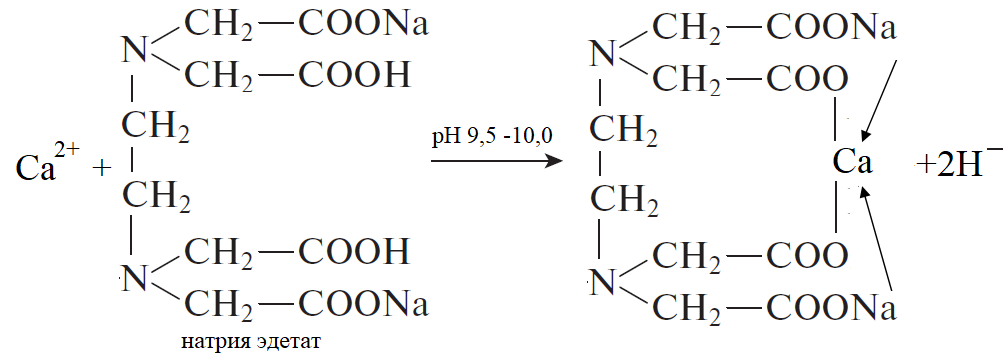 CH₂—COONa
N
CH₂—COOH
CH₂
Ca²⁺ +
CH₂
CH₂—COOH
N
CH₂—COONa
натрия эдетат
pH 9,5 -10,0
CH₂—COONa
N
CH₂—COO
CH₂
Ca
+2H⁻
CH₂
CH₂—COO
N
CH₂—COONa